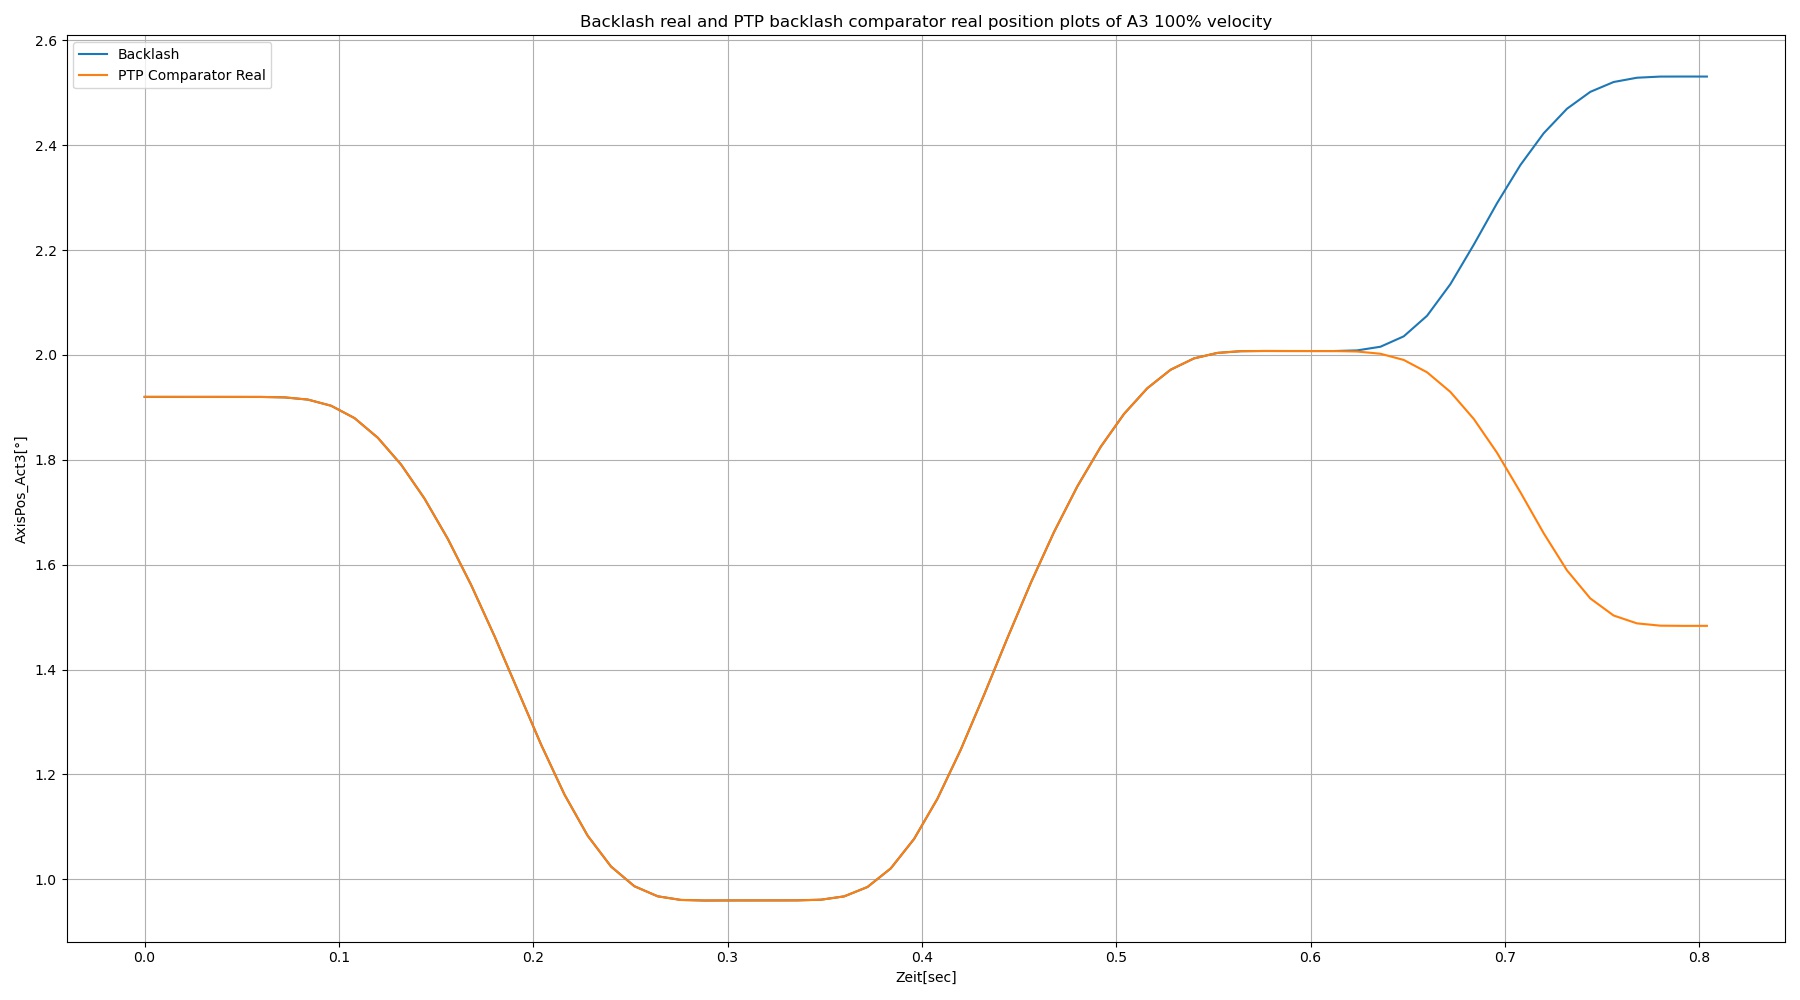 Backlash real and PTP backlash comparator real position plots of A3 100% velocity
Backlash
PTP Comparator Real
2.6
2.4
2.2
2.0
1.8
1.6
1.4
1.2
1.0
AxisPos_Act3[°]
0.0 0.1 0.2 0.3 0.4 0.5 0.6 0.7 0.8
Zeit[sec]